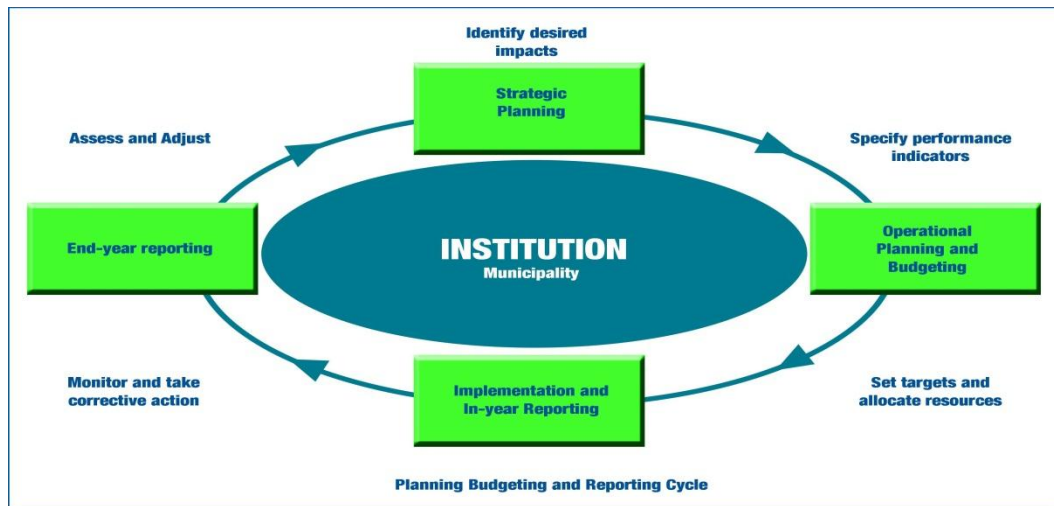 Identify desired
impacts
Strategic
Planning
Assess and Adjust
Specify performance
indicators
End-year reporting
INSTITUTION
Municipality
Operational
Planning and
Budgeting
Monitor and take
corrective action
Implementation and
In-year Reporting
Set targets and
allocate resources
Planning Budgeting and Reporting Cycle